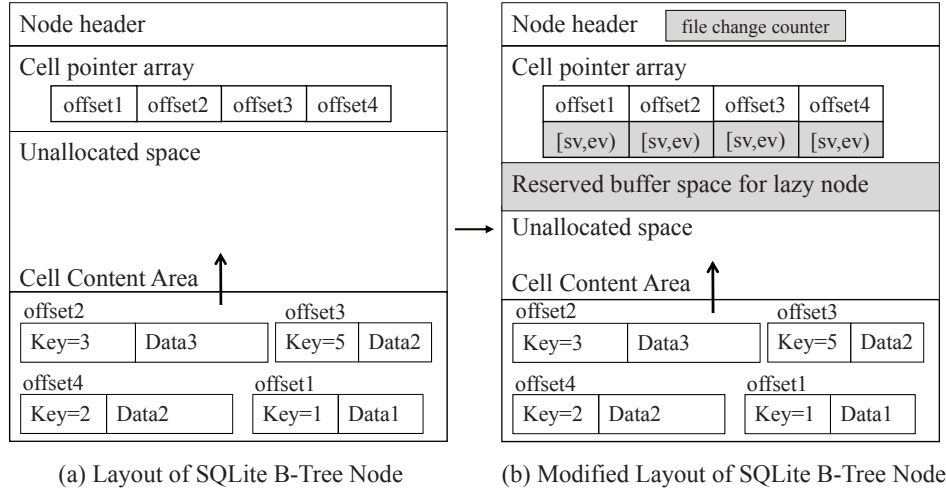 Node header
Cell pointer array
offset1 offset2 offset3 offset4
Unallocated space
Cell Content Area
offset2 offset3
Key=3 Data3 Key=5 Data2
offset4 offset1
Key=2 Data2 Key=1 Data1
(a) Layout of SQLite B-Tree Node
Node header file change counter
Cell pointer array
offset1 offset2 offset3 offset4
[sv,ev) [sv,ev) [sv,ev) [sv,ev)
Reserved buffer space for lazy node
Unallocated space
Cell Content Area
offset2 offset3
Key=3 Data3 Key=5 Data2
offset4 offset1
Key=2 Data2 Key=1 Data1
(b) Modified Layout of SQLite B-Tree Node